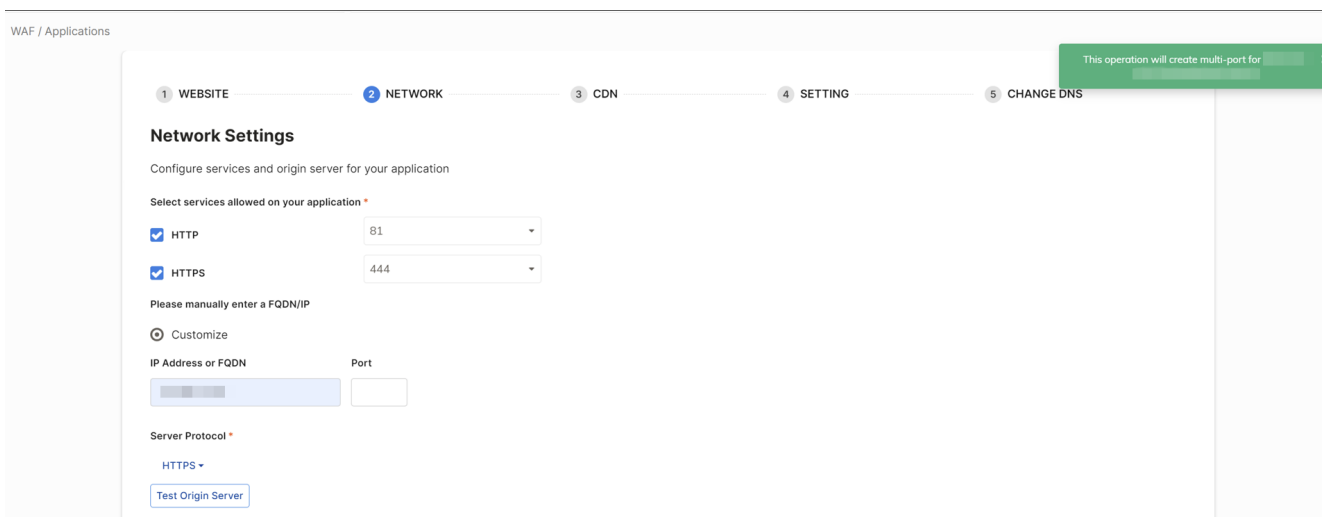 WAF / Applications
This operation will create multi-port for
1 WEBSITE 2 NETWORK 3 CDN 4 SETTING 5 CHANGE DNS
Network Settings
Configure services and origin server for your application
Select services allowed on your application *
HTTP 81
HTTPS 444
Please manually enter a FQDN/IP
Customize
IP Address or FQDN Port
Server Protocol *
HTTPS
Test Origin Server